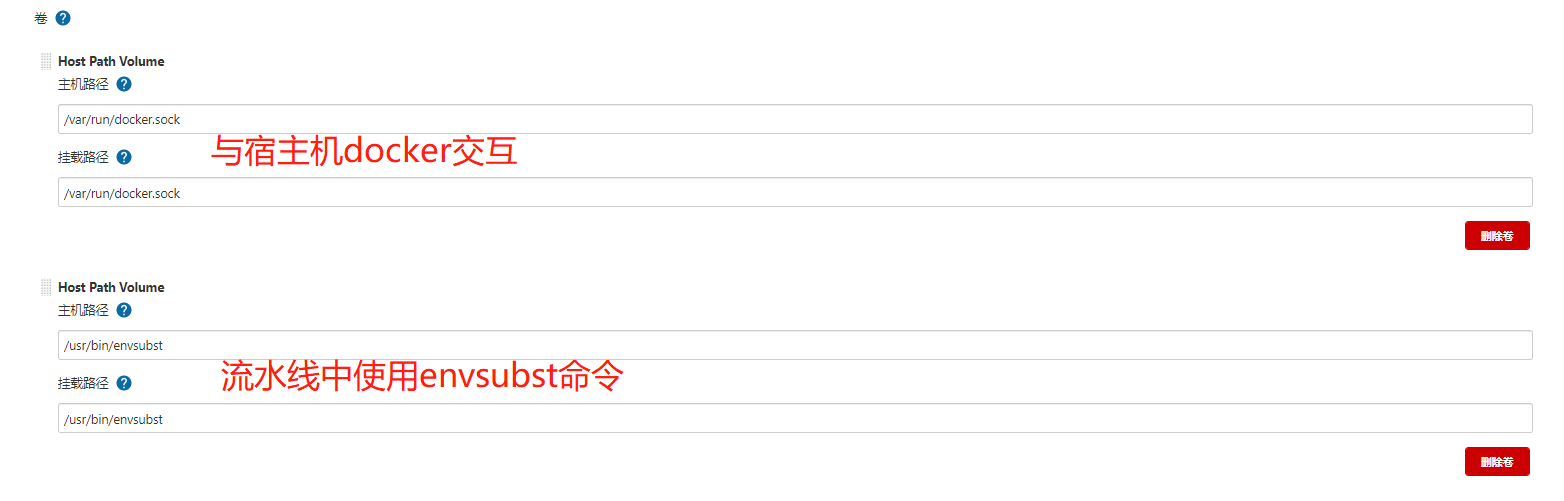 卷
Host Path Volume
主机路径
/var/run/docker.sock
与宿主机docker交互
挂载路径
/var/run/docker.sock
删除卷
Host Path Volume
主机路径
/usr/bin/envsubst
流水线中使用envsubst命令
挂载路径
/usr/bin/envsubst
删除卷